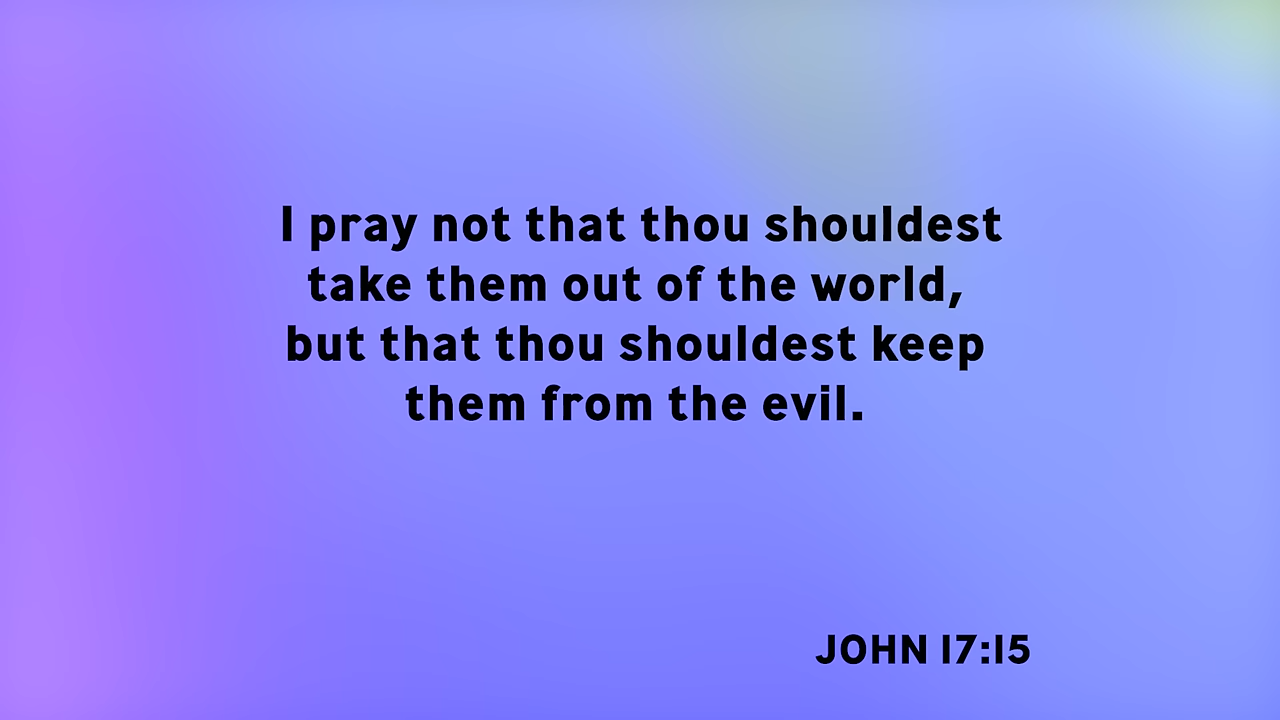 I pray not that thou shouldest
take them out of the world,
but that thou shouldest keep
them from the evil.
JOHN 17:15